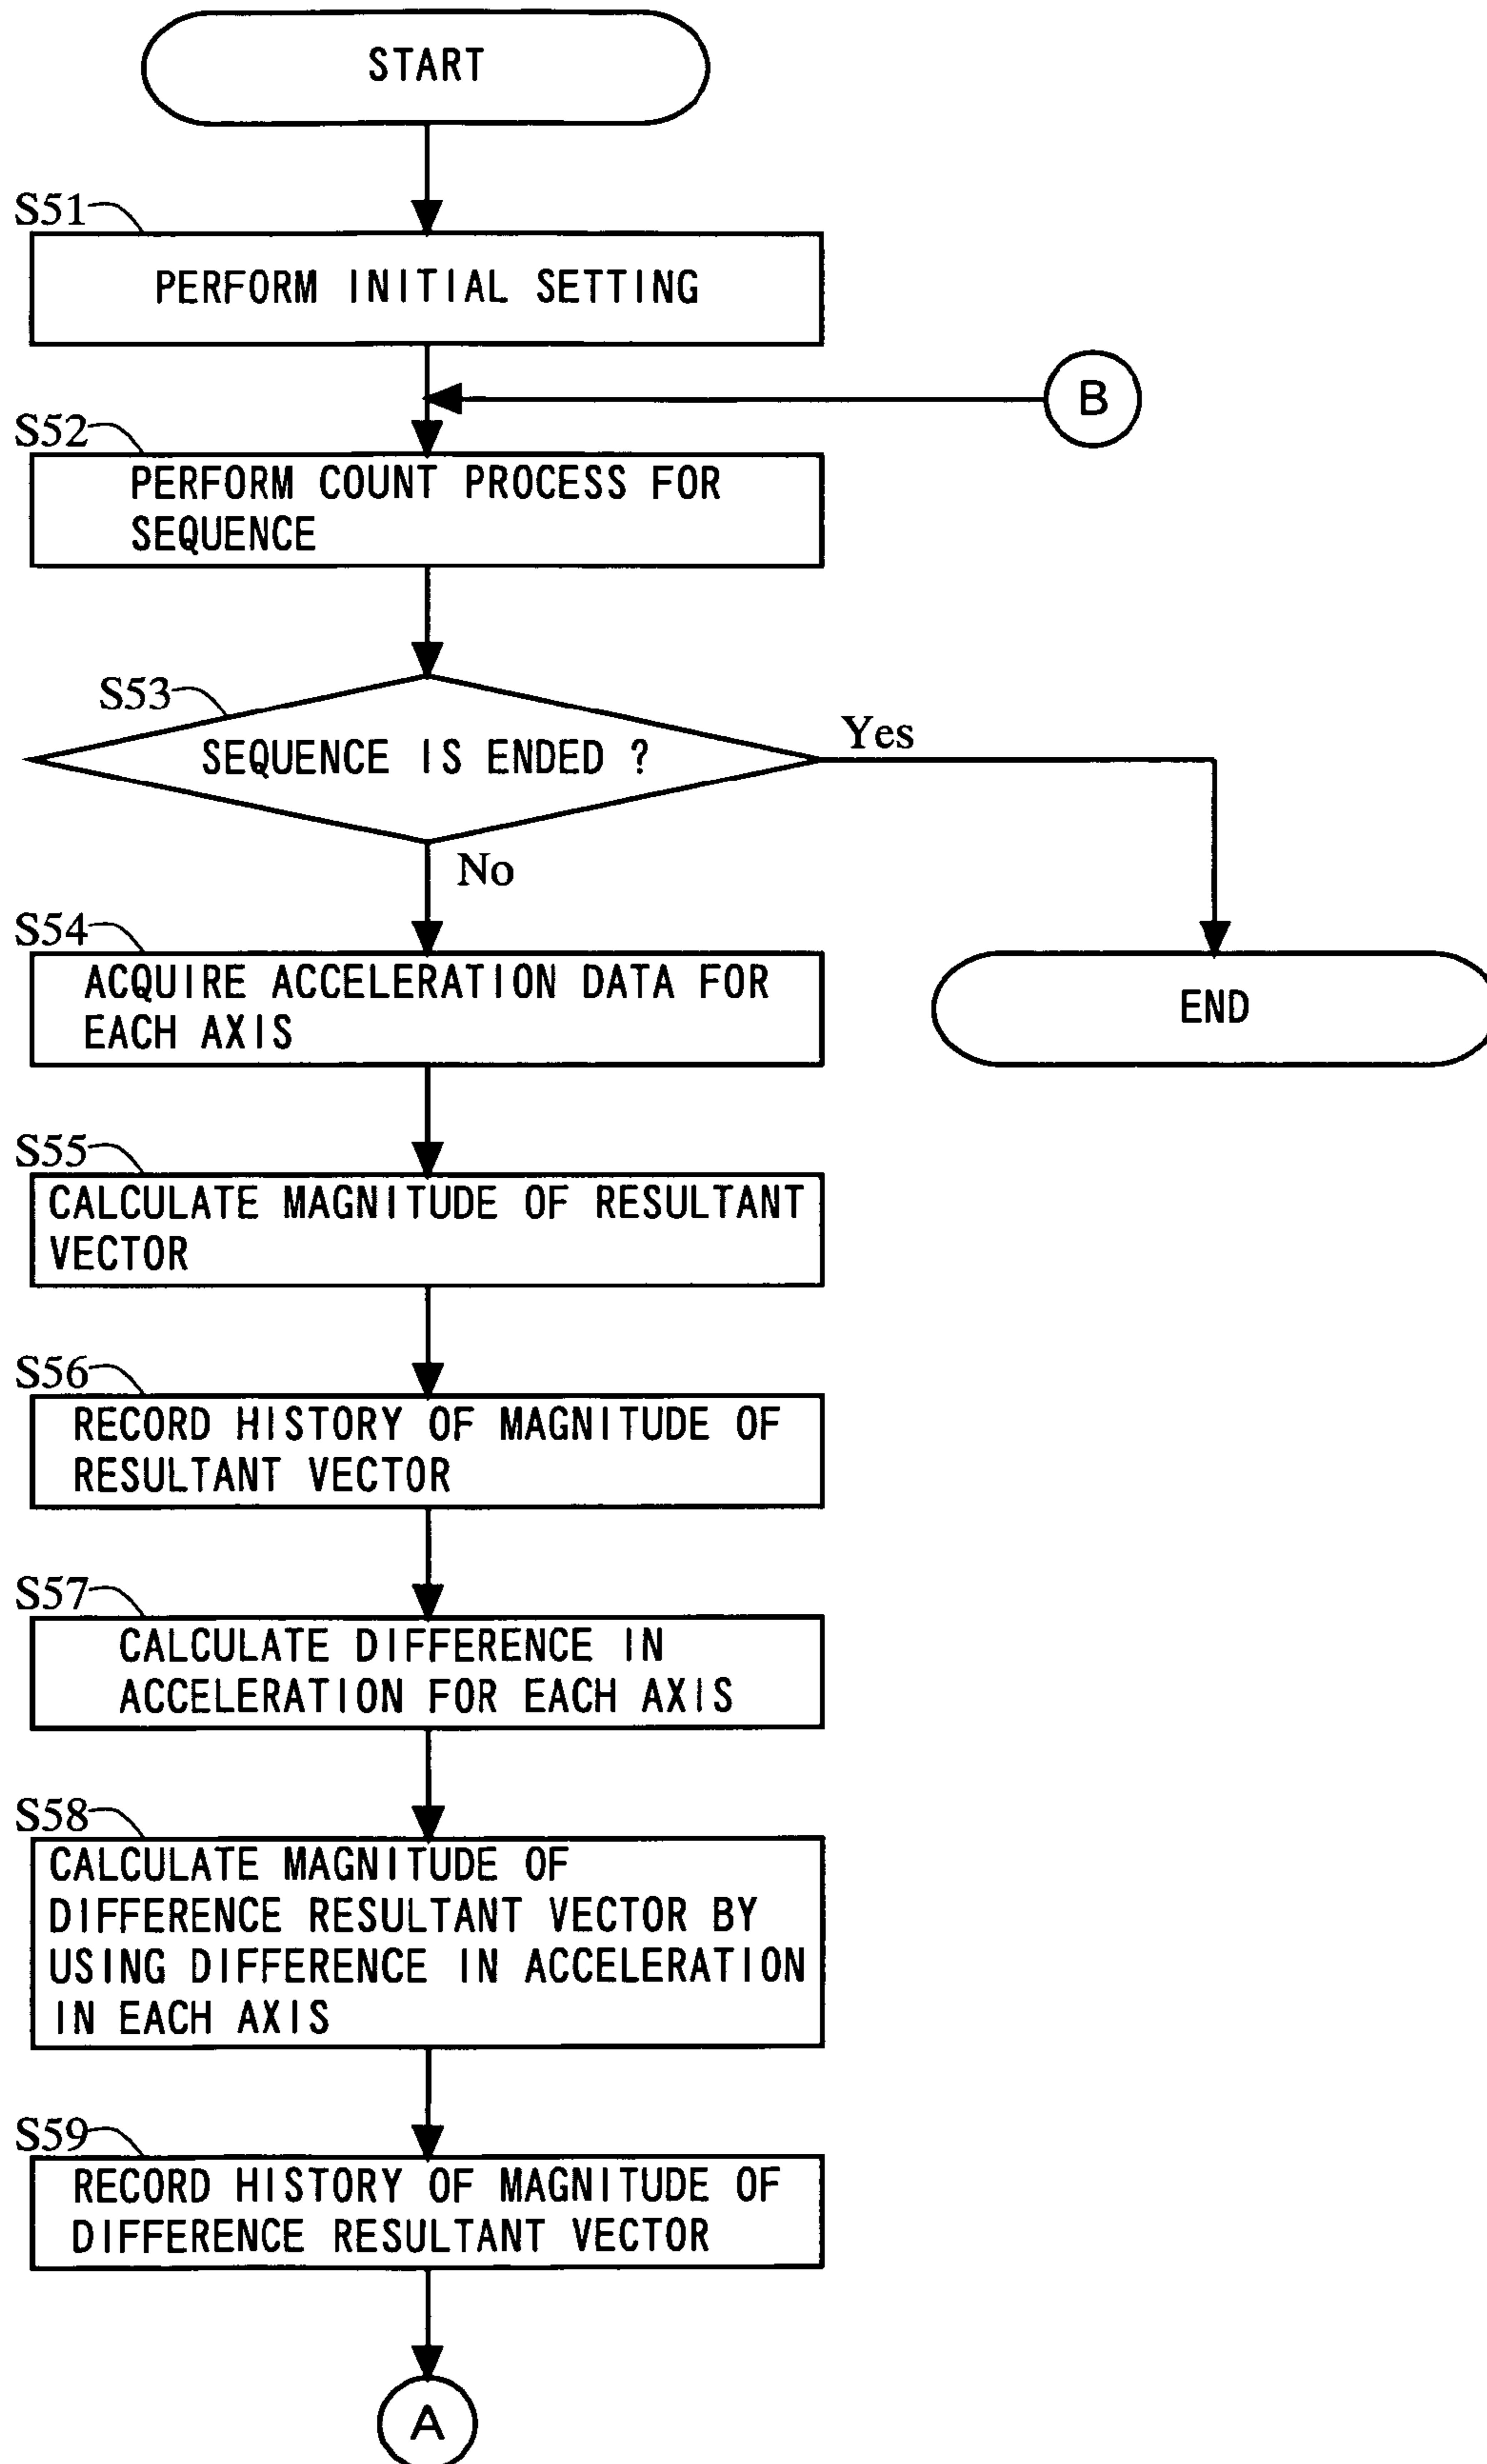 START
S51
PERFORM INITIAL SETTING
B
S52
PERFORM COUNT PROCESS FOR
SEQUENCE
S53
SEQUENCE IS ENDED ?
Yes
No
S54
ACQUIRE ACCELERATION DATA FOR
EACH AXIS
END
S55
CALCULATE MAGNITUDE OF RESULTANT
VECTOR
S56
RECORD HISTORY OF MAGNITUDE OF
RESULTANT VECTOR
S57
CALCULATE DIFFERENCE IN
ACCELERATION FOR EACH AXIS
S58
CALCULATE MAGNITUDE OF
DIFFERENCE RESULTANT VECTOR BY
USING DIFFERENCE IN ACCELERATION
IN EACH AXIS
S59
RECORD HISTORY OF MAGNITUDE OF
DIFFERENCE RESULTANT VECTOR
A